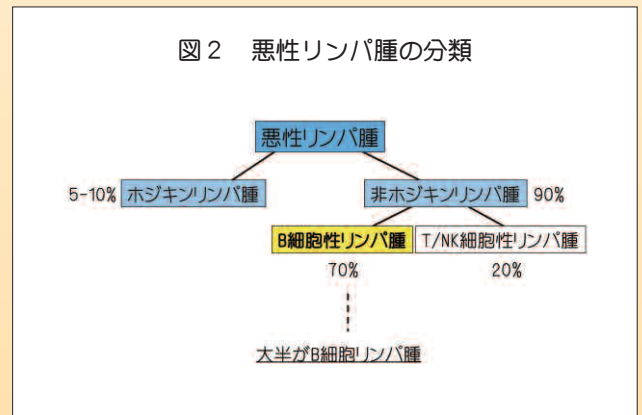 図2 悪性リンパ腫の分類
悪性リンパ腫
5-10% ホジキンリンパ腫 非ホジキンリンパ腫 90%
B細胞性リンパ腫 T/NK細胞性リンパ腫
70% 20%
大半がB細胞リンパ腫